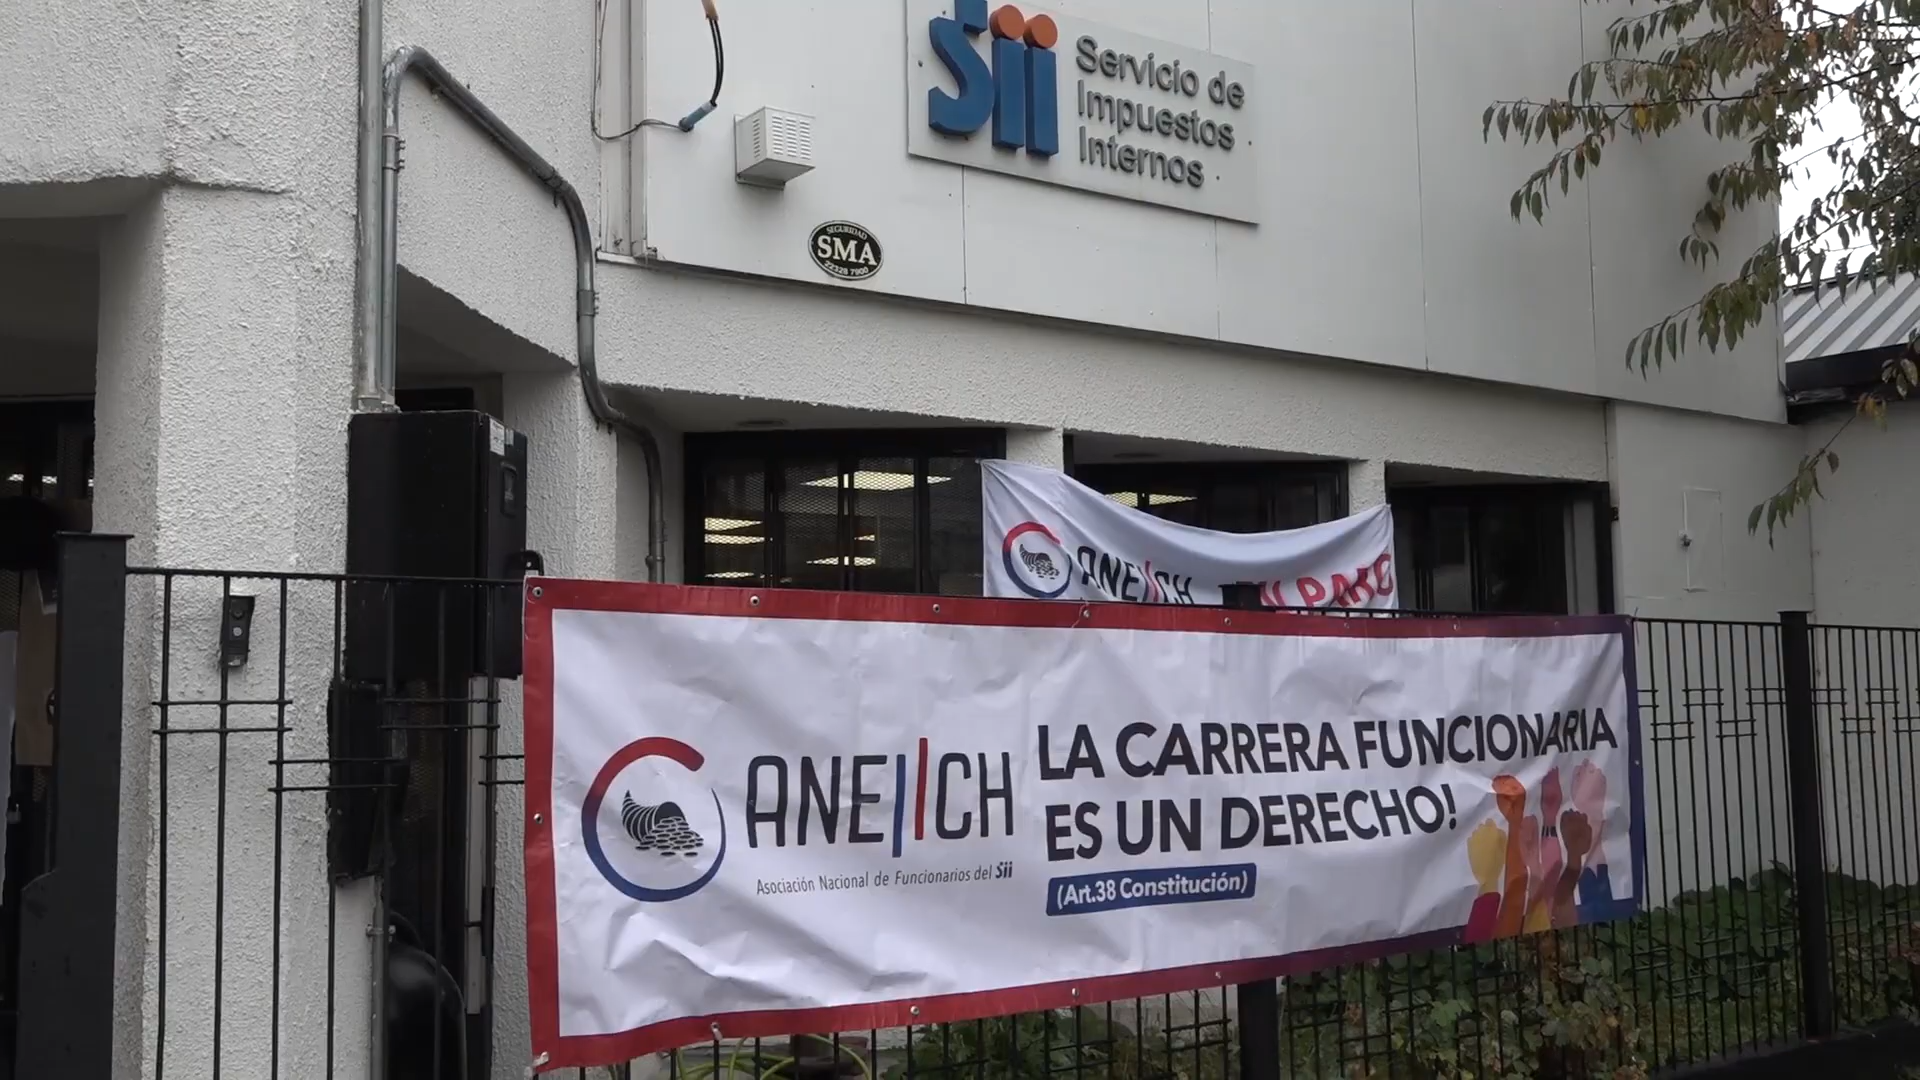 sii Servicio de
Impuestos
Internos
SEGURIDAD
SMA
22328 7900
ANEIICH
PARO
ANEIICH
Asociación Nacional de Funcionarios del sii
LA CARRERA FUNCIONARIA
ES UN DERECHO!
(Art.38 Constitución)